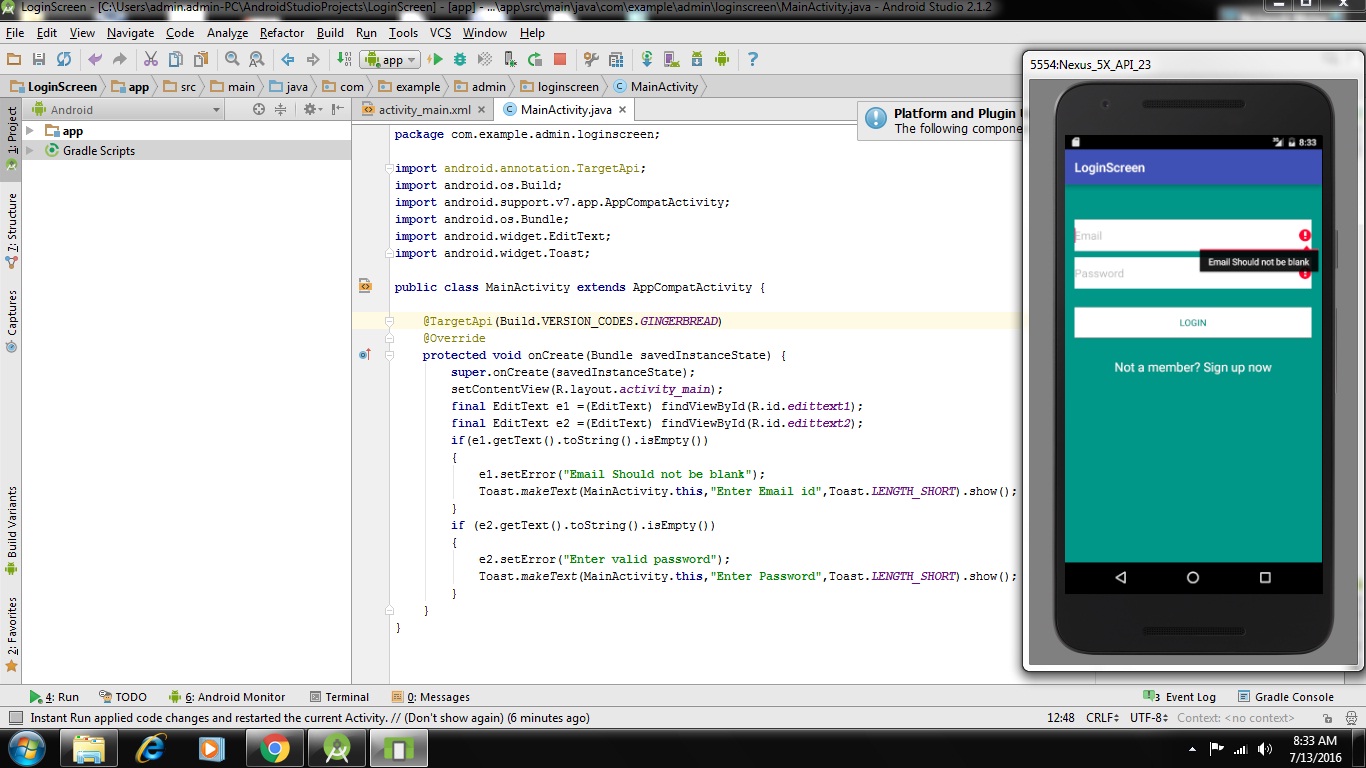 LoginScreen - [C:\Users\admin.admin-PC\AndroidStudioProjects\LoginScreen] - [app] - ...\app\src\main\java\com\example\admin\loginscreen\MainActivity.java - Android Studio 2.1.2
File Edit View Navigate Code Analyze Refactor Build Run Tools VCS Window Help
app
LoginScreen app src main java com example admin loginscreen MainActivity
Android
activity_main.xml MainActivity.java
1: Project
7: Structure
Captures
Build Variants
2: Favorites
app
Gradle Scripts
Platform and Plugin
The following compone
package com.example.admin.loginscreen;
import android.annotation.TargetApi;
import android.os.Build;
import android.support.v7.app.AppCompatActivity;
import android.os.Bundle;
import android.widget.EditText;
import android.widget.Toast;
public class MainActivity extends AppCompatActivity {
@TargetApi(Build.VERSION_CODES.GINGERBREAD)
@Override
protected void onCreate(Bundle savedInstanceState) {
super.onCreate(savedInstanceState);
setContentView(R.layout.activity_main);
final EditText e1 =(EditText) findViewById(R.id.edittext1);
final EditText e2 =(EditText) findViewById(R.id.edittext2);
if(e1.getText().toString().isEmpty())
{
e1.setError("Email Should not be blank");
Toast.makeText(MainActivity.this,"Enter Email id",Toast.LENGTH_SHORT).show();
}
if (e2.getText().toString().isEmpty())
{
e2.setError("Enter valid password");
Toast.makeText(MainActivity.this,"Enter Password",Toast.LENGTH_SHORT).show();
}
}
}
5554:Nexus_5X_API_23
8:33
LoginScreen
Email
Email Should not be blank
Password
LOGIN
Not a member? Sign up now
4: Run TODO 6: Android Monitor Terminal 0: Messages 3 Event Log Gradle Console
Instant Run applied code changes and restarted the current Activity. // (Don't show again) (6 minutes ago) 12:48 CRLF UTF-8 Context: <no context>
8:33 AM
7/13/2016